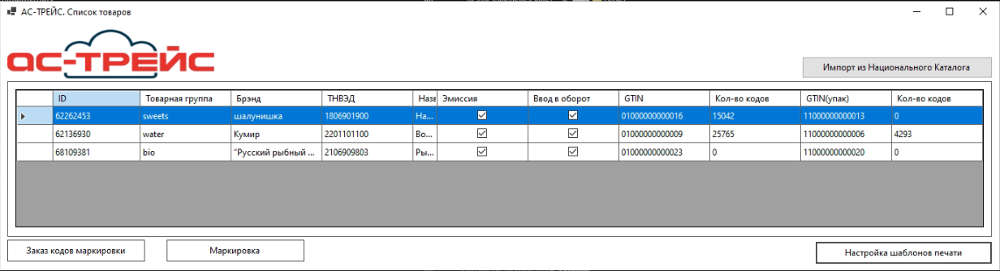 АС-ТРЕЙС. Список товаров
ас-ТРЕЙС
Импорт из Национального Каталога
ID Товарная группа Брэнд ТНВЭД Назв Эмиссия Ввод в оборот GTIN Кол-во кодов GTIN(упак) Кол-во кодов
62262453 sweets шалунишка 1806901900 На... 01000000000016 15042 11000000000013 0
62136930 water Кумир 2201101100 Во... 01000000000009 25765 11000000000006 4293
68109381 bio "Русский рыбный ... 2106909803 Ры... 01000000000023 0 11000000000020 0
Заказ кодов маркировки Маркировка Настройка шаблонов печати